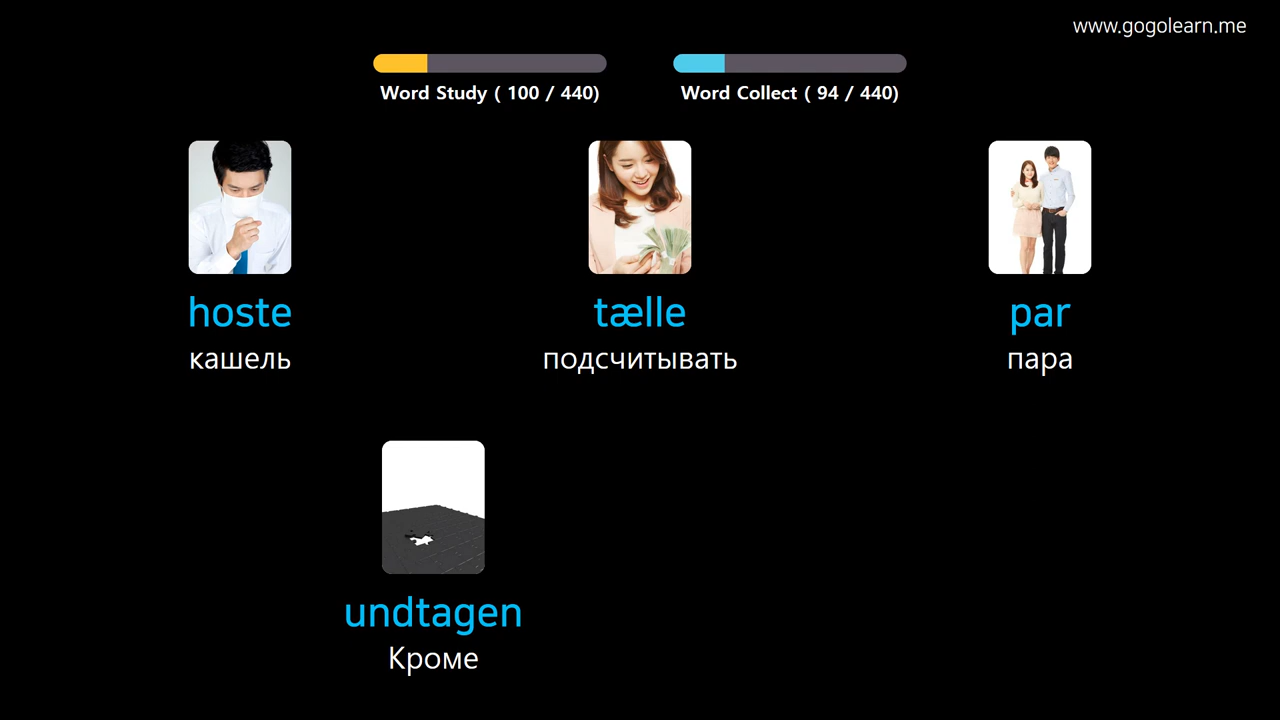 www.gogolearn.me
Word Study ( 100 / 440)
Word Collect ( 94 / 440)
hoste
кашель
tælle
подсчитывать
par
пара
undtagen
Кроме